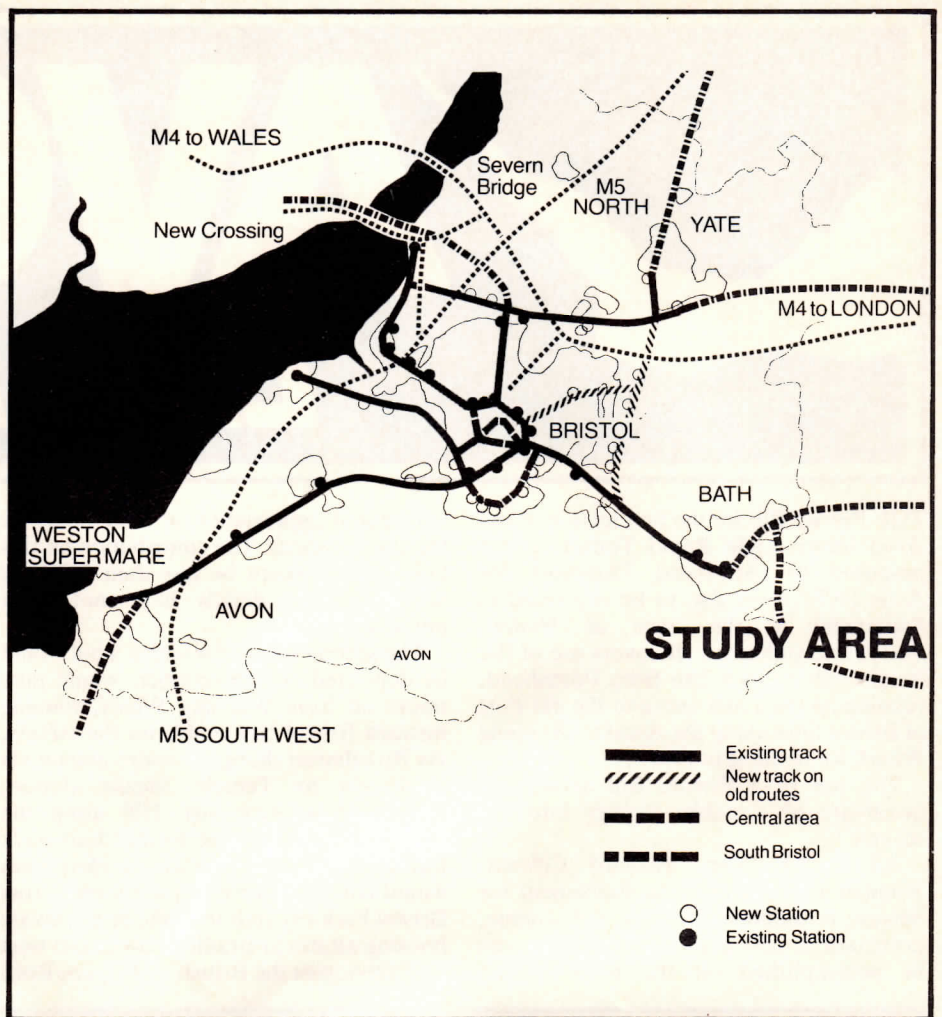 M4 to WALES
Severn
Bridge
M5
NORTH
New Crossing
YATE
M4 to LONDON
BRISTOL
BATH
WESTON
SUPER MARE
AVON
AVON
STUDY AREA
M5 SOUTH WEST
Existing track
New track on
old routes
Central area
South Bristol
New Station
Existing Station